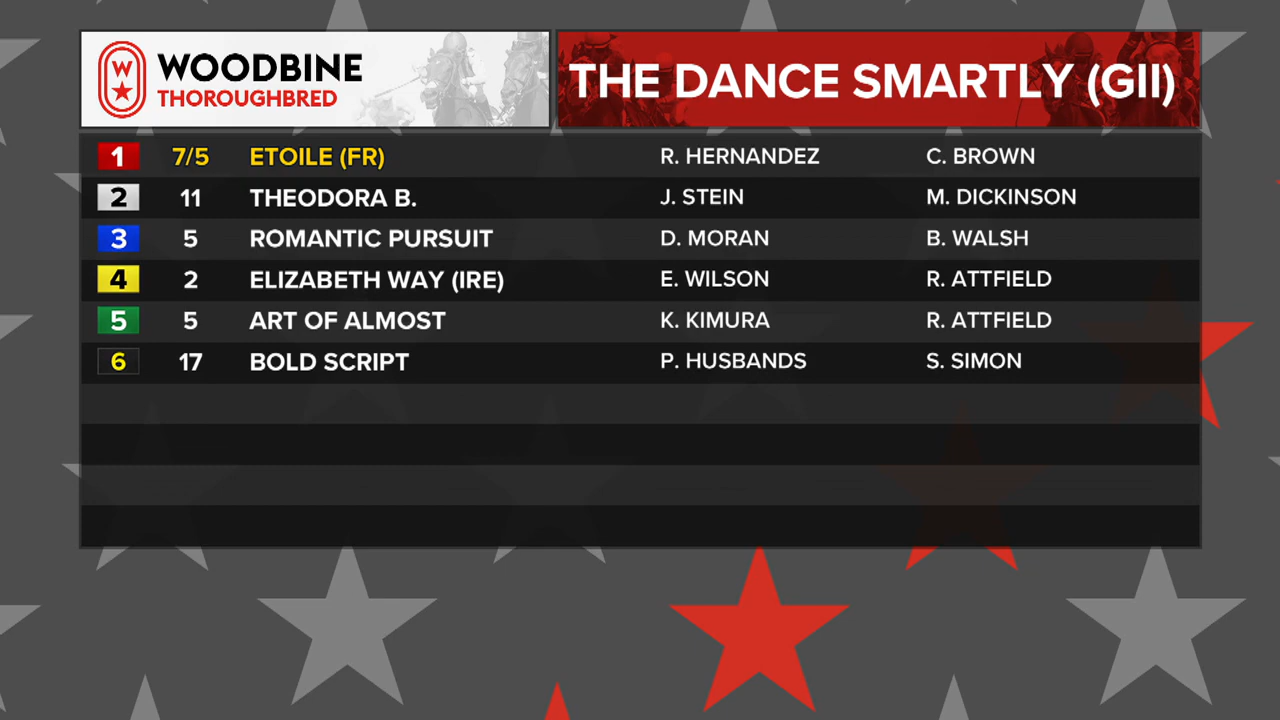 W
WOODBINE
THOROUGHBRED
THE DANCE SMARTLY (GII)
1 7/5 ETOILE (FR) R. HERNANDEZ C. BROWN
2 11 THEODORA B. J. STEIN M. DICKINSON
3 5 ROMANTIC PURSUIT D. MORAN B. WALSH
4 2 ELIZABETH WAY (IRE) E. WILSON R. ATTFIELD
5 5 ART OF ALMOST K. KIMURA R. ATTFIELD
6 17 BOLD SCRIPT P. HUSBANDS S. SIMON